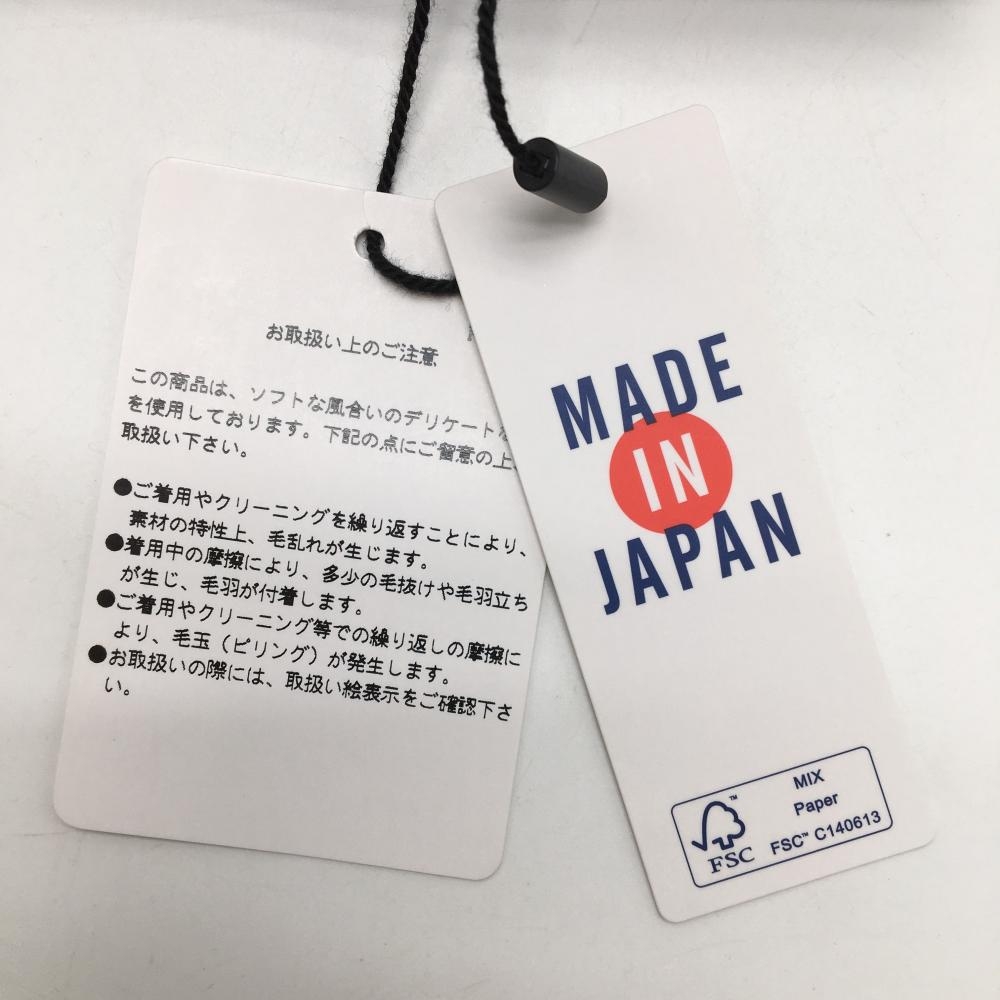 お取扱い上のご注意
この商品は、ソフトな風合いのデリケート
を使用しております。下記の点にご留意の上、
取扱い下さい。
●ご着用やクリーニングを繰り返すことにより、
素材の特性上、毛乱れが生じます。
●着用中の摩擦により、多少の毛抜けや毛羽立ち
が生じ、毛羽が付着します。
●ご着用やクリーニング等での繰り返しの摩擦に
より、毛玉（ピリング）が発生します。
●お取扱いの際には、取扱い絵表示をご確認下さ
い。
MADE
IN
JAPAN
FSC
MIX
Paper
FSC™ C140613